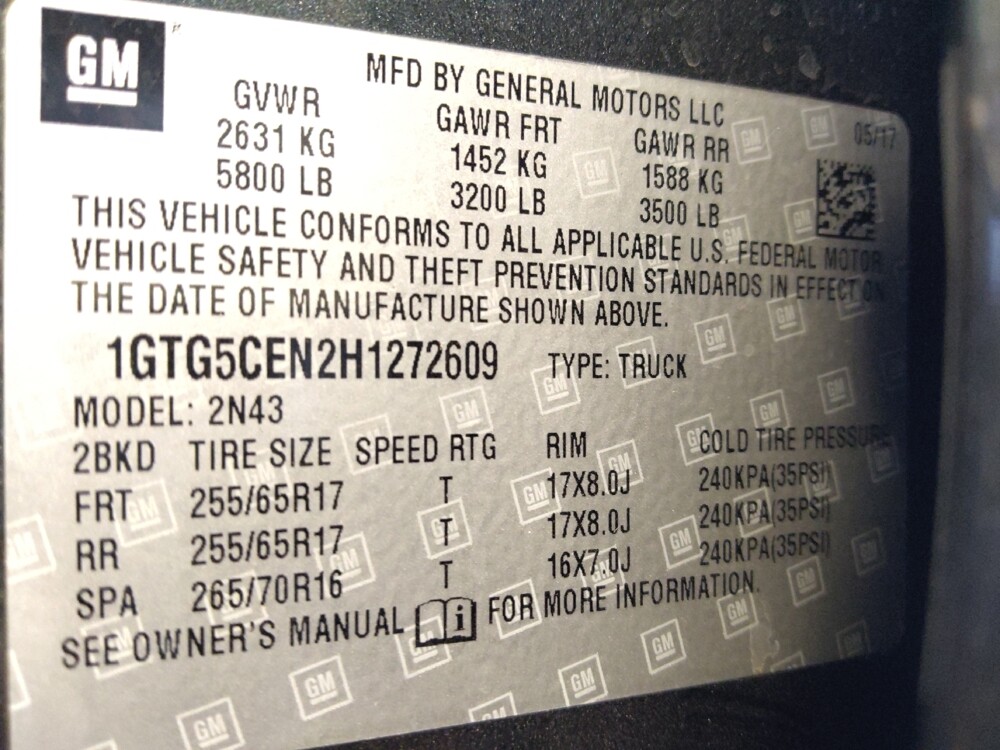 GM
MFD BY GENERAL MOTORS LLC
05/17
GVWR GAWR FRT GAWR RR
2631 KG 1452 KG 1588 KG
5800 LB 3200 LB 3500 LB
THIS VEHICLE CONFORMS TO ALL APPLICABLE U.S. FEDERAL MOTOR
VEHICLE SAFETY AND THEFT PREVENTION STANDARDS IN EFFECT ON
THE DATE OF MANUFACTURE SHOWN ABOVE.
1GTG5CEN2H1272609 TYPE: TRUCK
MODEL: 2N43
2BKD TIRE SIZE SPEED RTG RIM COLD TIRE PRESSURE
FRT 255/65R17 T 17X8.0J 240KPA(35PSI)
RR 255/65R17 T 17X8.0J 240KPA(35PSI)
SPA 265/70R16 T 16X7.0J 240KPA(35PSI)
SEE OWNER'S MANUAL i FOR MORE INFORMATION.